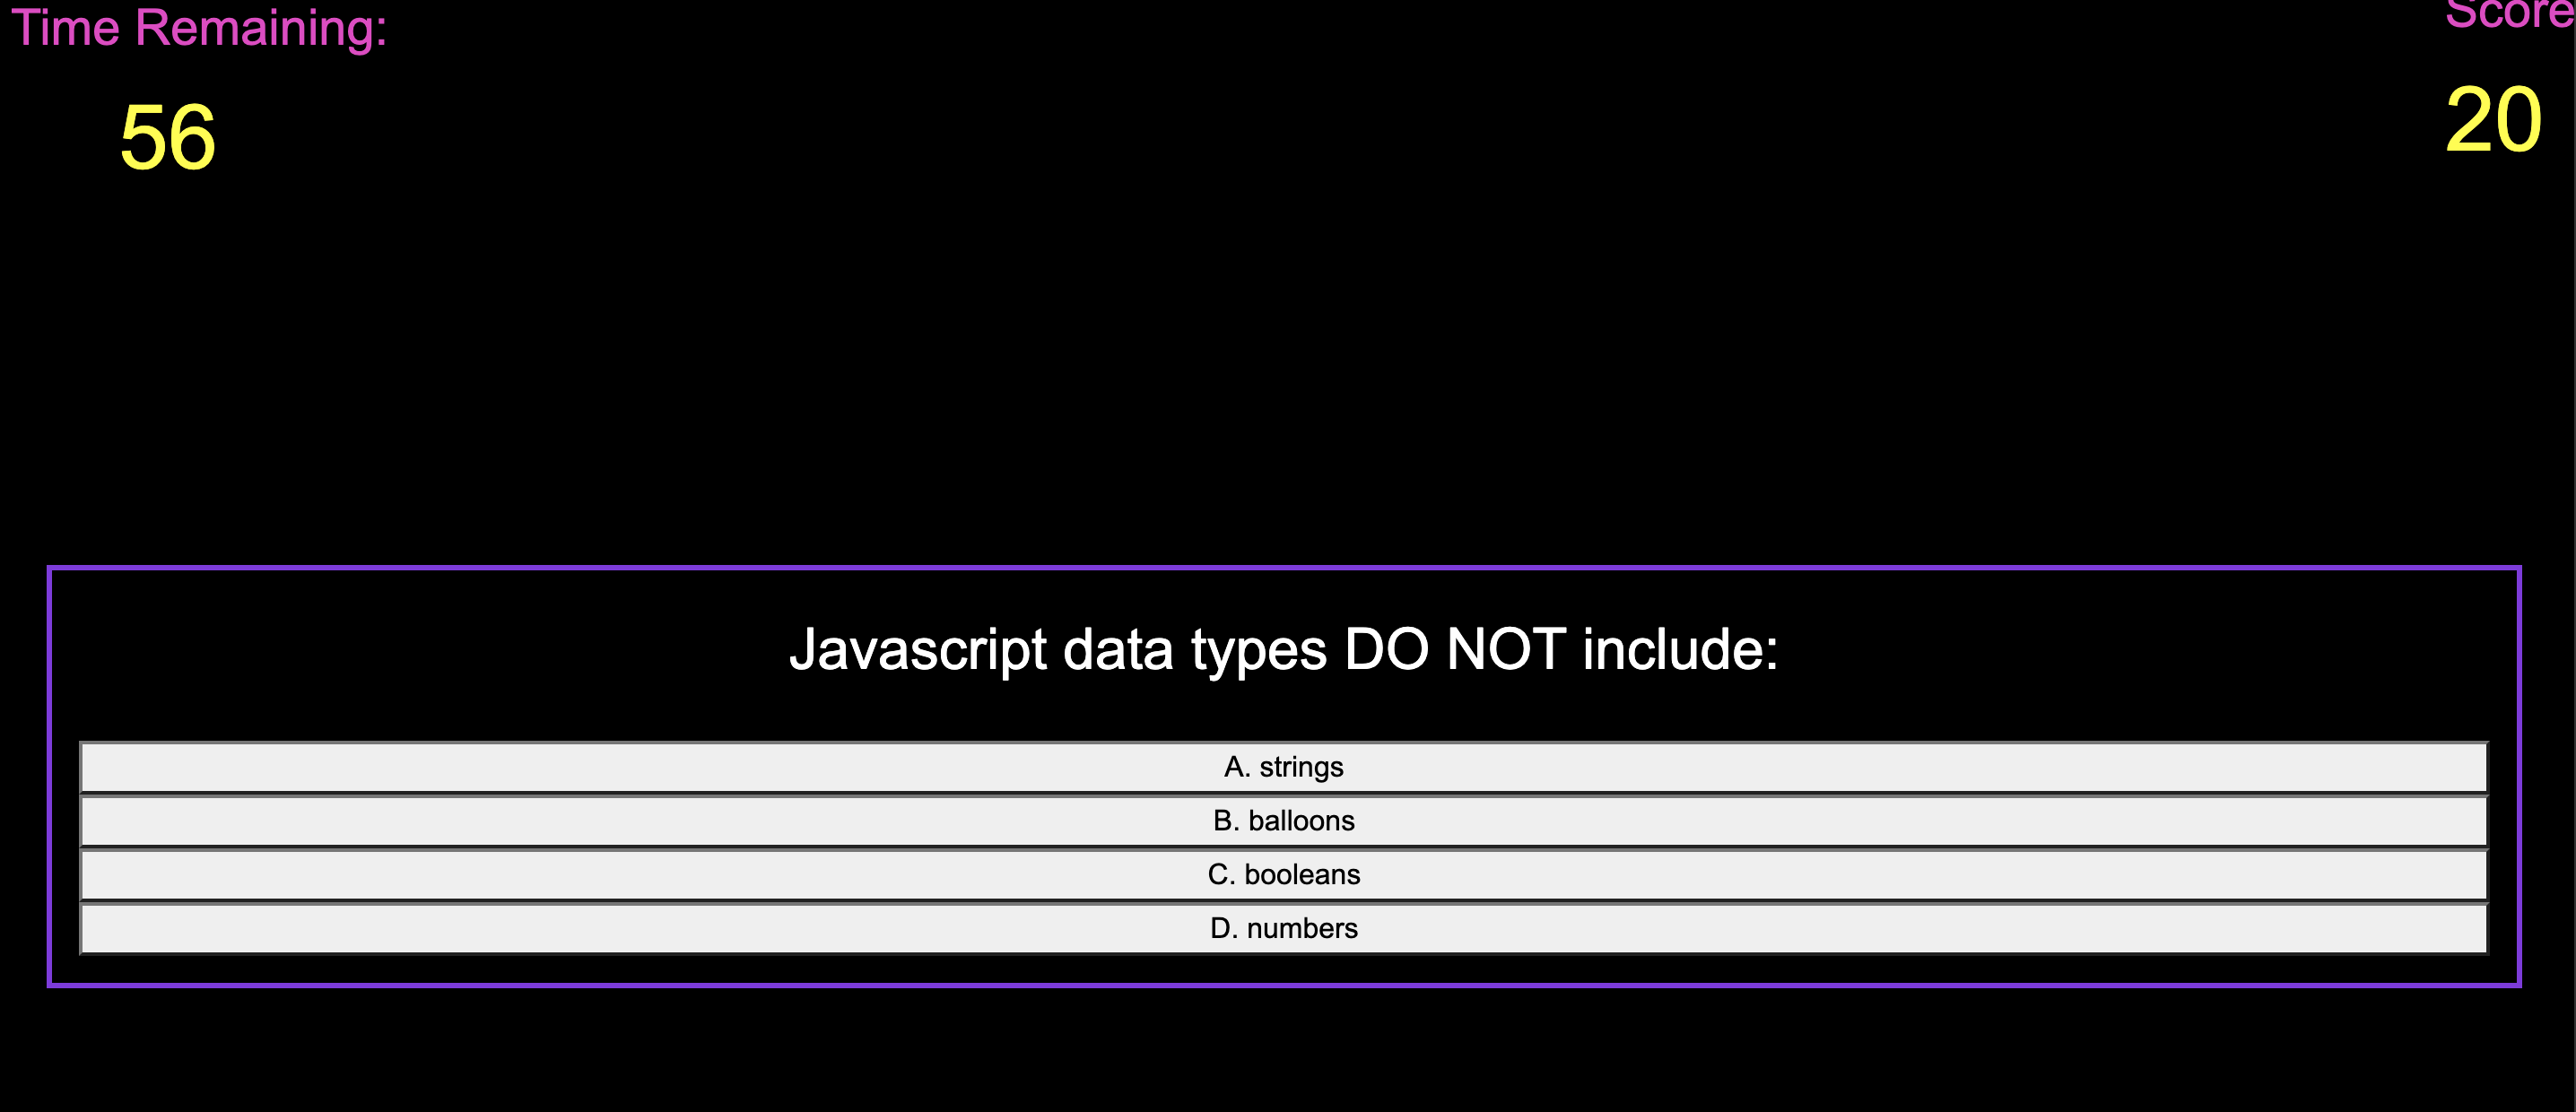 Time Remaining:
Score
56
20
Javascript data types DO NOT include:
A. strings
B. balloons
C. booleans
D. numbers